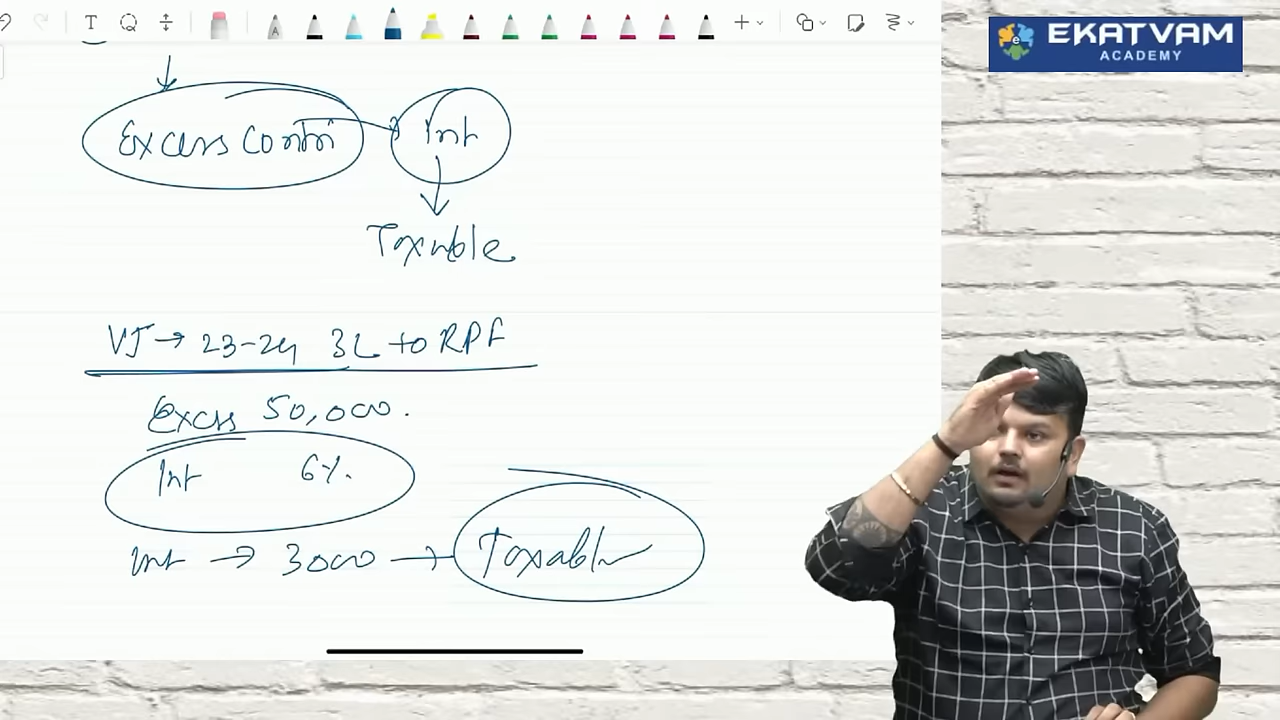 T
A
EKATVAM
ACADEMY
Excess Contri
Int
Taxable
VJ → 23-24 3L to RPF
Excss 50,000.
Int 6%.
Int → 3000 → Taxable